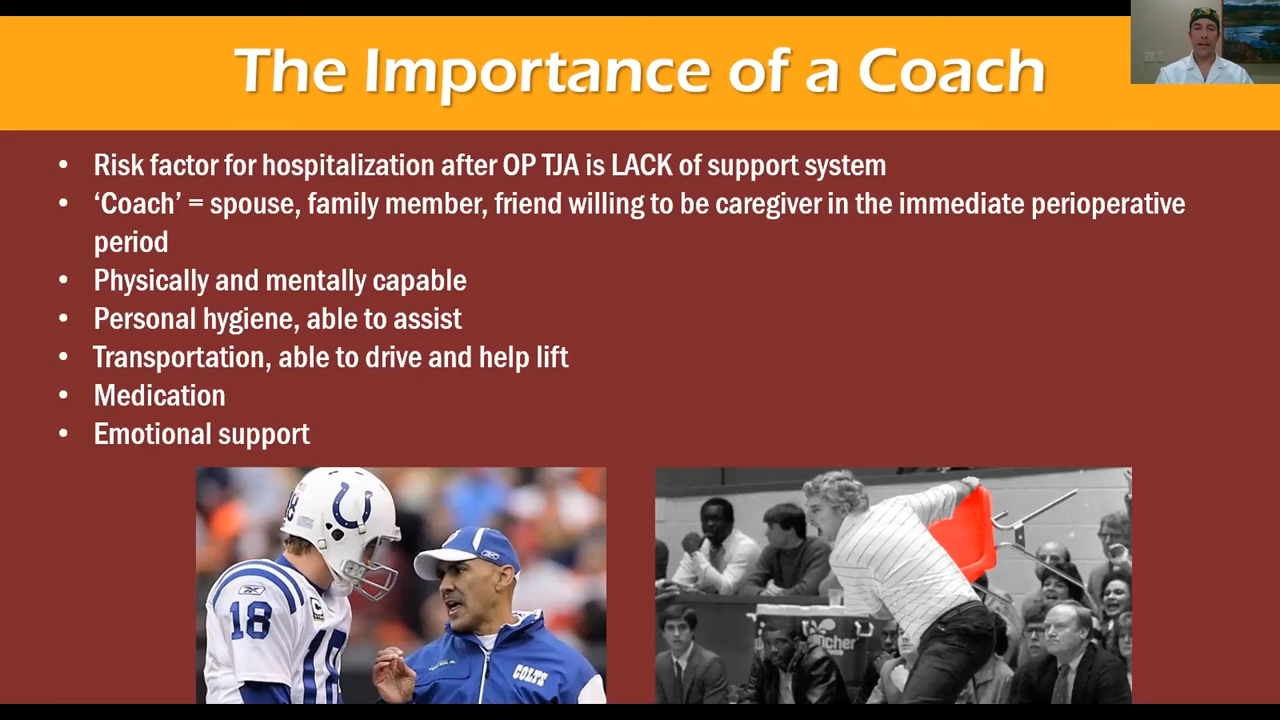 The Importance of a Coach
• Risk factor for hospitalization after OP TJA is LACK of support system
• ‘Coach’ = spouse, family member, friend willing to be caregiver in the immediate perioperative
period
• Physically and mentally capable
• Personal hygiene, able to assist
• Transportation, able to drive and help lift
• Medication
• Emotional support
18
18
18
COLTS